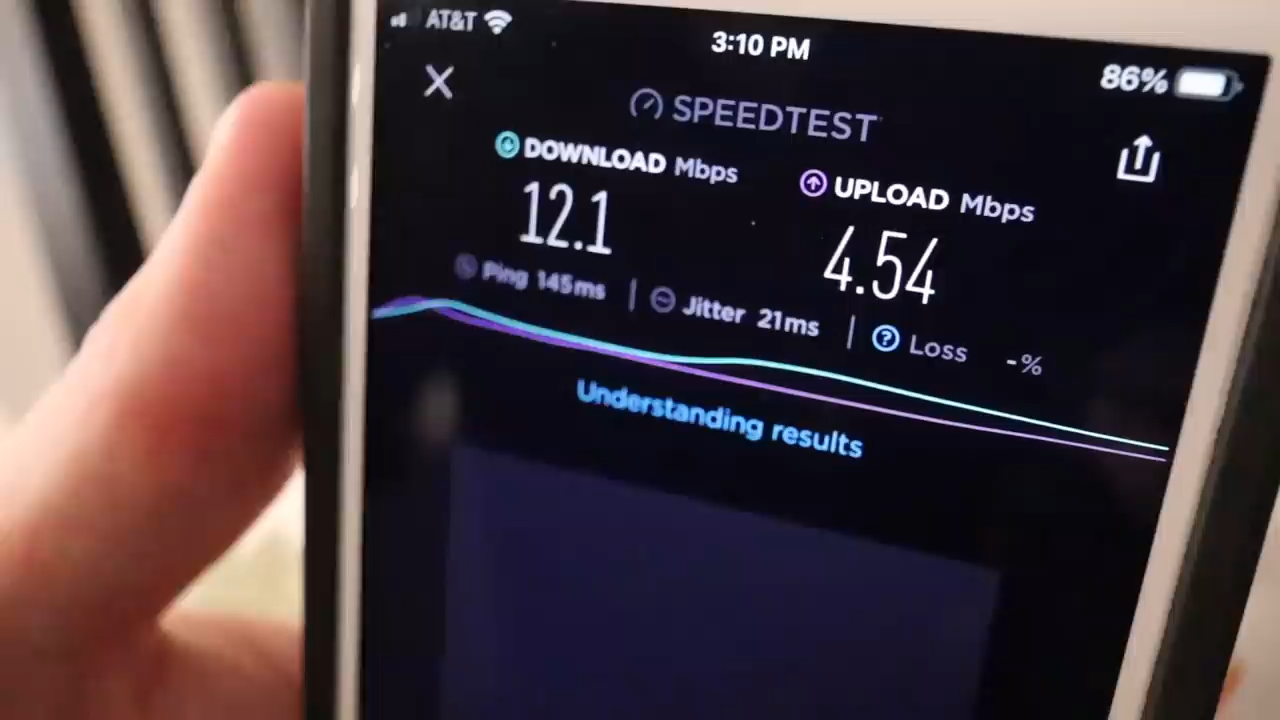 AT&T
3:10 PM
86%
SPEEDTEST
DOWNLOAD Mbps
12.1
UPLOAD Mbps
4.54
Ping 145ms
Jitter 21ms
Loss -%
Understanding results